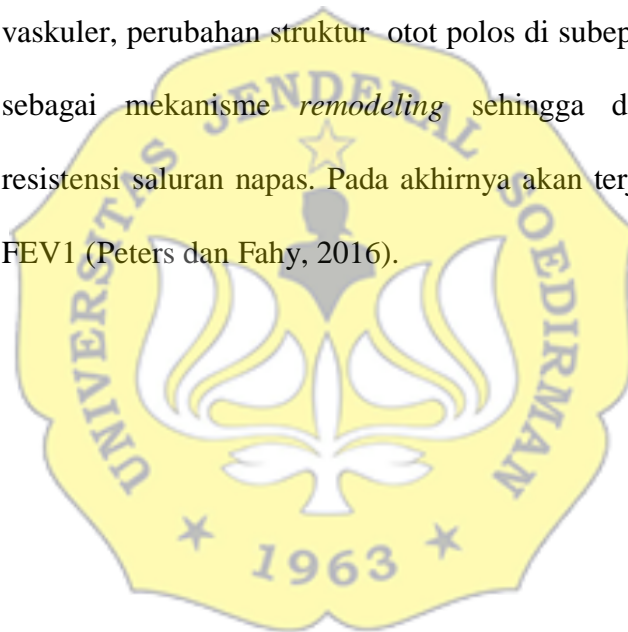 vaskuler, perubahan struktur otot polos di subep
sebagai mekanisme remodeling sehingga d
resistensi saluran napas. Pada akhirnya akan terj
FEV1 (Peters dan Fahy, 2016).
UNIVERSITAS JENDERAL SOEDIRMAN
1963